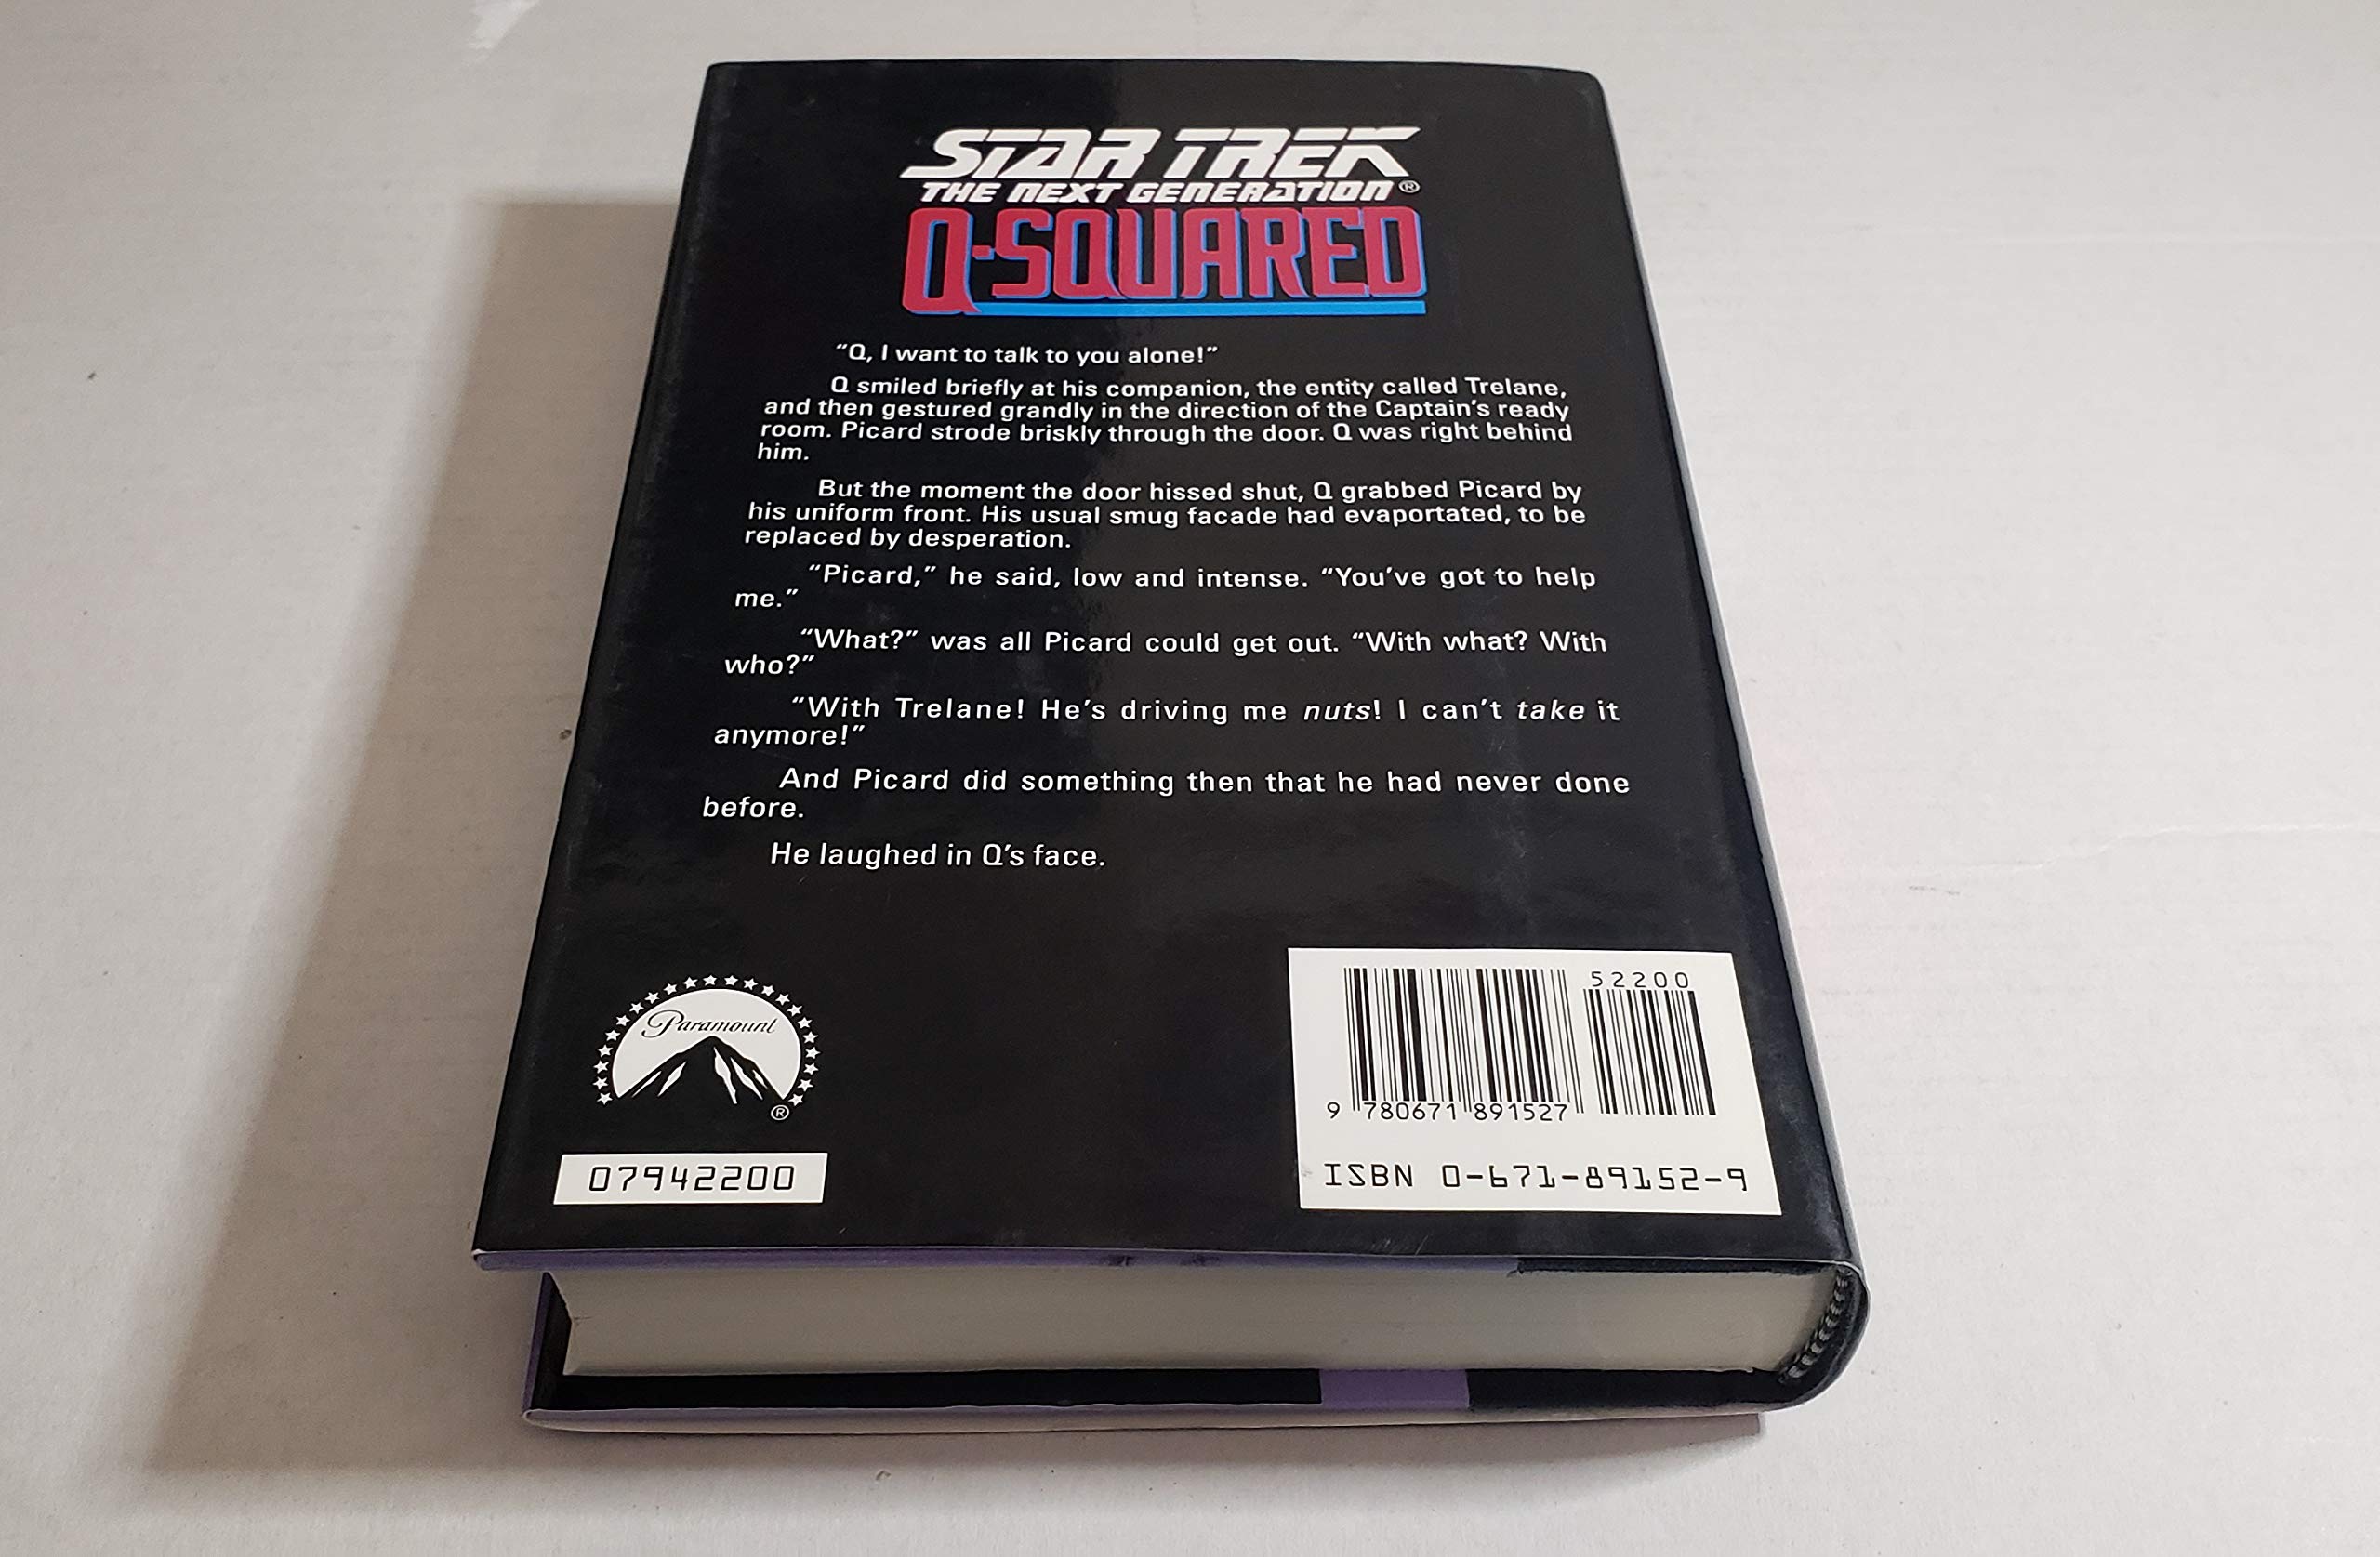 STAR TREK
THE NEXT GENERATION®
Q-SQUARED
“Q, I want to talk to you alone!”
Q smiled briefly at his companion, the entity called Trelane,
and then gestured grandly in the direction of the Captain’s ready
room. Picard strode briskly through the door. Q was right behind
him.
But the moment the door hissed shut, Q grabbed Picard by
his uniform front. His usual smug facade had evaportated, to be
replaced by desperation.
“Picard,” he said, low and intense. “You’ve got to help
me.”
“What?” was all Picard could get out. “With what? With
who?”
“With Trelane! He’s driving me nuts! I can’t take it
anymore!”
And Picard did something then that he had never done
before.
He laughed in Q’s face.
Paramount
®
07942200
52200
9 780671 891527
ISBN 0-671-89152-9